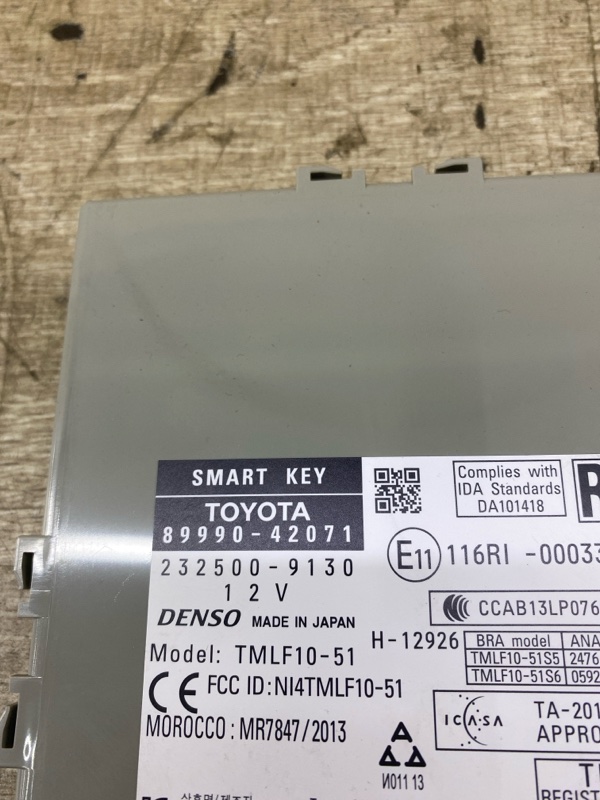 SMART KEY
TOYOTA
89990-42071
232500-9130
12V
DENSO MADE IN JAPAN
Model: TMLF10-51
CE FCC ID:NI4TMLF10-51
MOROCCO:MR7847/2013
Complies with
IDA Standards
DA101418
R
E11 116RI -00033
CCAB13LP076
H-12926
BRA model ANA
TMLF10-51S5 2476
TMLF10-51S6 0592
ICASA
TA-201
APPRO
И011 13
REGISTR